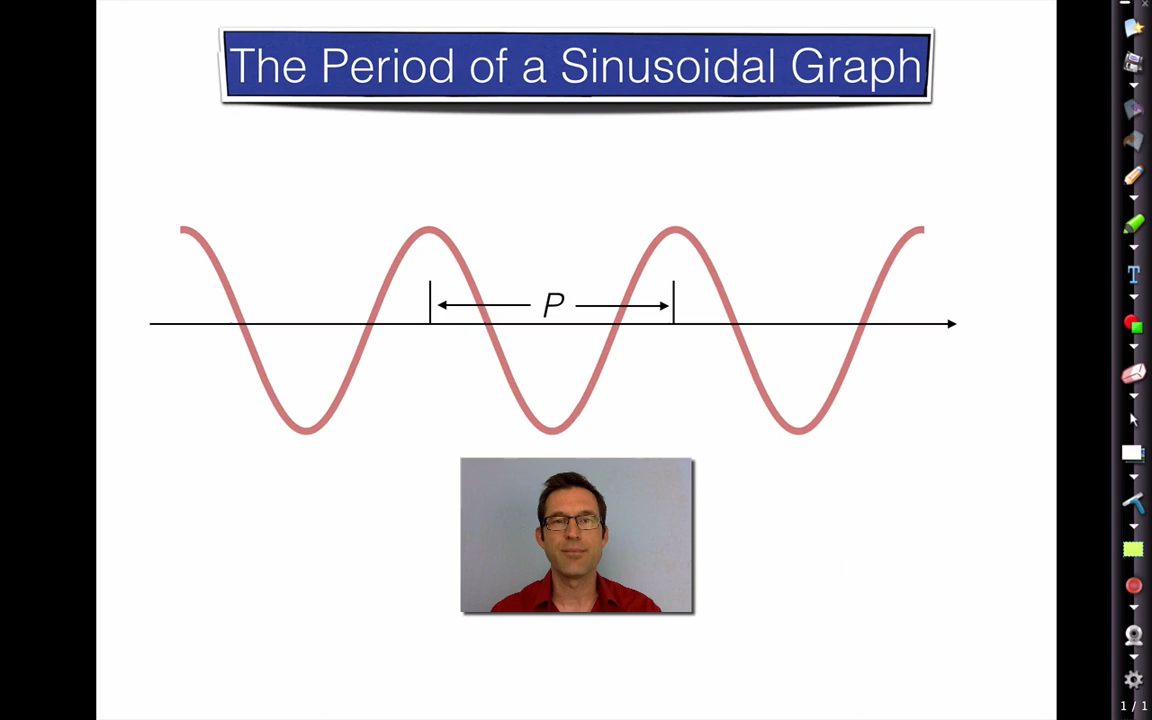 The Period of a Sinusoidal Graph
P
T
1 / 1